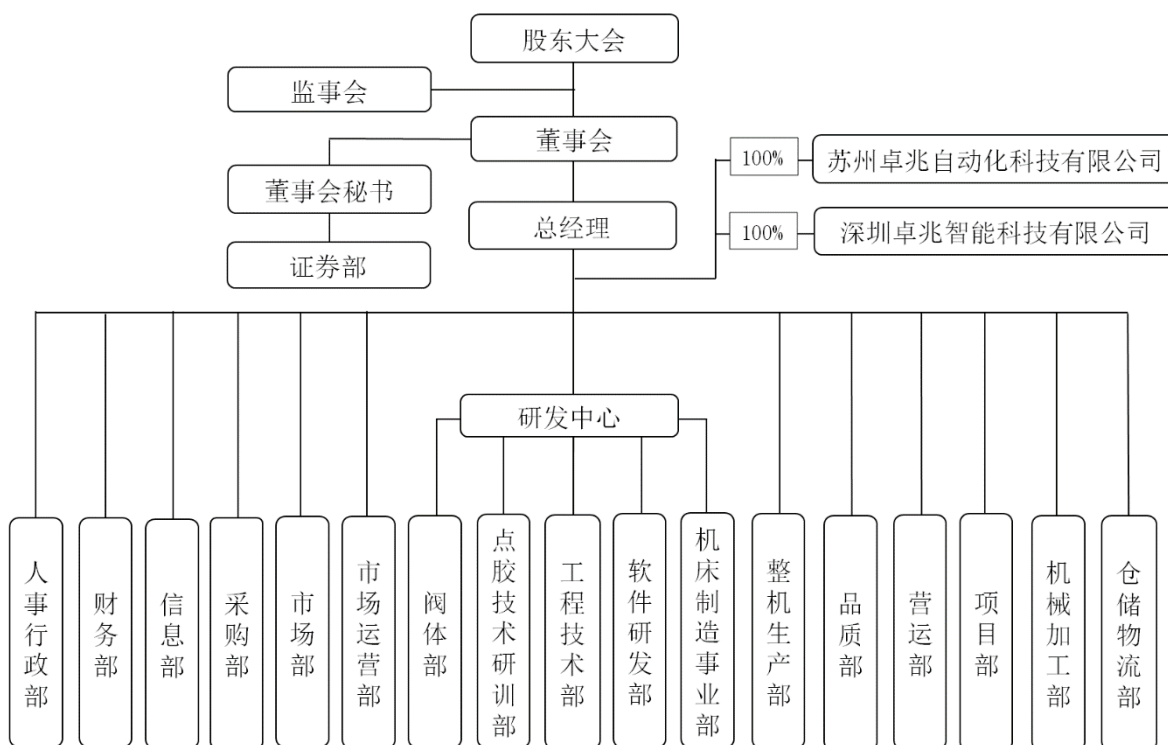 股东大会
监事会
董事会
100%
苏州卓兆自动化科技有限公司
董事会秘书
总经理
100%
深圳卓兆智能科技有限公司
证券部
研发中心
人事行政部
财务部
信息部
采购部
市场部
市场运营部
阀体部
点胶技术研训部
工程技术部
软件研发部
机床制造事业部
整机生产部
品质部
营运部
项目部
机械加工部
仓储物流部